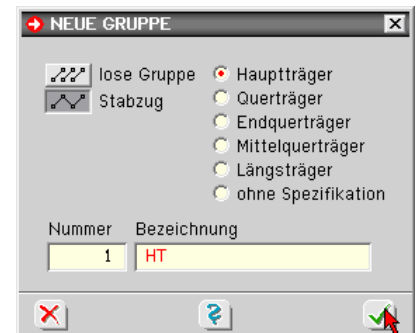 NEUE GRUPPE
lose Gruppe
Stabzug
Hauptträger
Querträger
Endquerträger
Mittelquerträger
Längsträger
ohne Spezifikation
Nummer Bezeichnung
1 HT